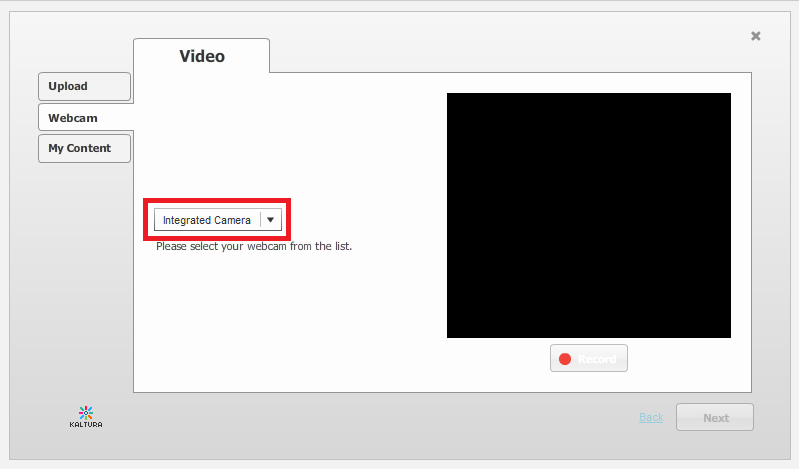 Video
Upload
Webcam
My Content
Integrated Camera
Please select your webcam from the list.
Record
KALTURA
Back
Next